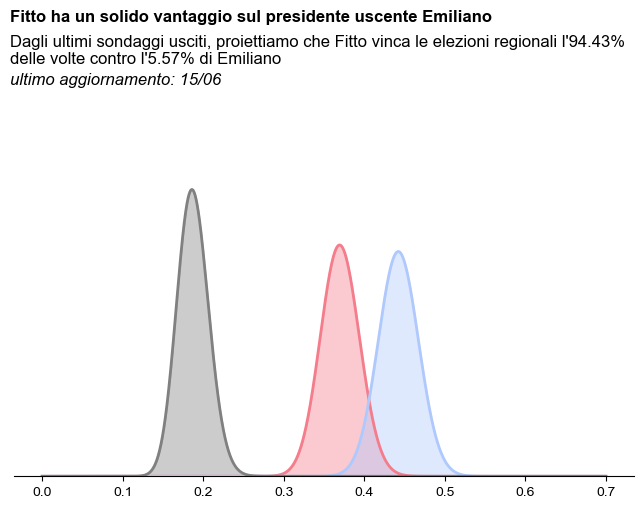 Fitto ha un solido vantaggio sul presidente uscente Emiliano
Dagli ultimi sondaggi usciti, proiettiamo che Fitto vinca le elezioni regionali l'94.43%
delle volte contro l'5.57% di Emiliano
ultimo aggiornamento: 15/06
0.0 0.1 0.2 0.3 0.4 0.5 0.6 0.7